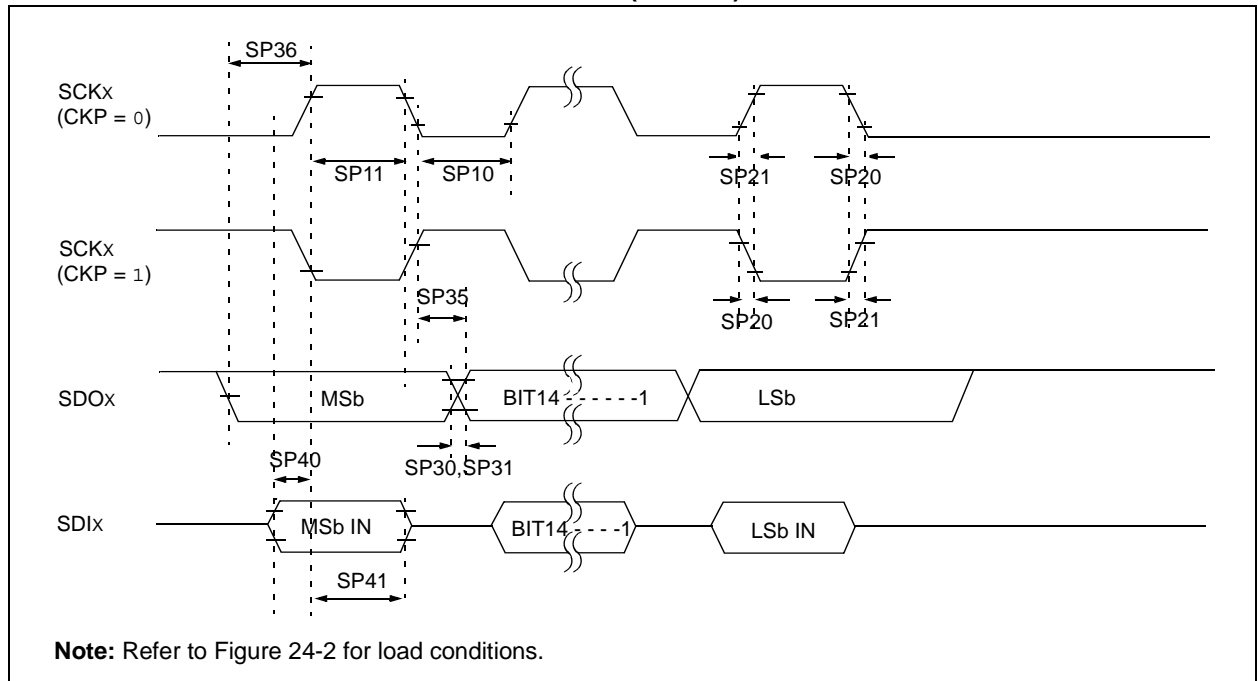 SP36
SCKX
(CKP = 0)
SP11
SP10
SP21
SP20
SCKX
(CKP = 1)
SP35
SP20
SP21
SDOX
MSb
BIT14 - - - - - -1
LSb
SP40
SP30,SP31
SDIX
MSb IN
BIT14 - - - -1
LSb IN
SP41
Note: Refer to Figure 24-2 for load conditions.